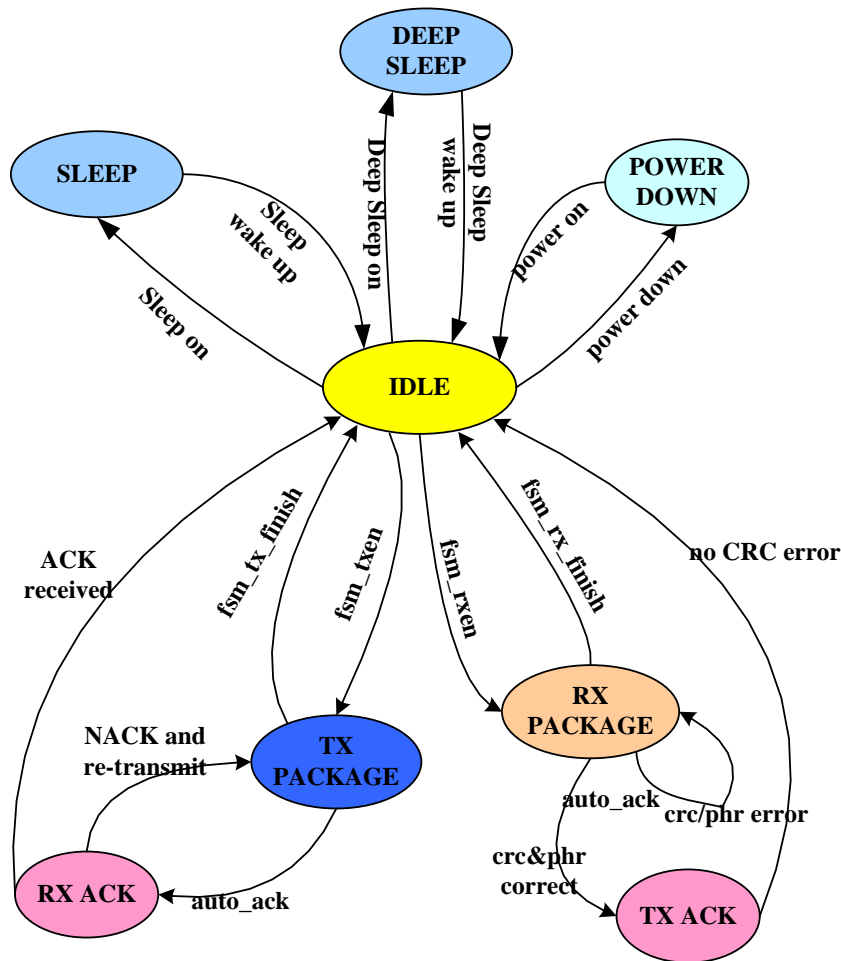 DEEP
SLEEP
SLEEP
POWER
DOWN
Sleep
wake up
Deep Sleep on
Deep Sleep
wake up
power on
Sleep on
power down
IDLE
ACK
received
fsm_tx_finish
fsm_txen
fsm_rxen
fsm_rx_finish
no CRC error
NACK and
re-transmit
TX
PACKAGE
RX
PACKAGE
auto_ack
crc/phr error
crc&phr
correct
RX ACK
auto_ack
TX ACK